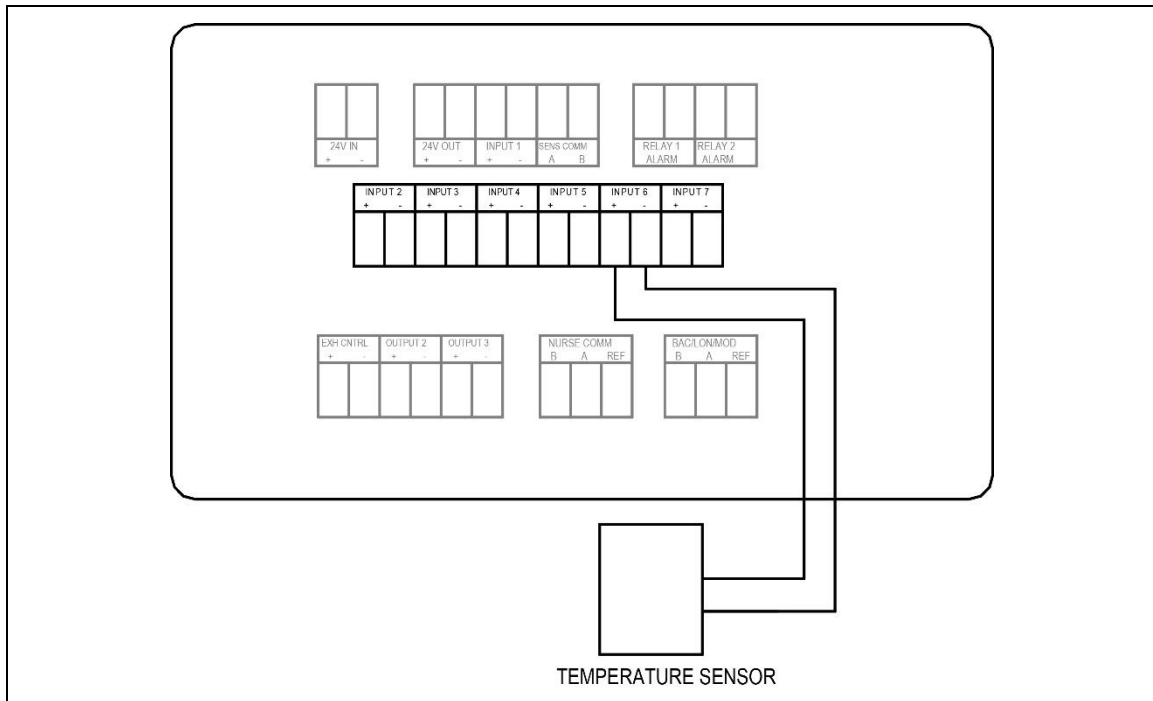 24V IN 24V OUT INPUT 1 SENS COMM RELAY 1 RELAY 2
+ - + - + - A B ALARM ALARM
INPUT 2 INPUT 3 INPUT 4 INPUT 5 INPUT 6 INPUT 7
+ - + - + - + - + - + -
EXH CNTRL OUTPUT 2 OUTPUT 3 NURSE COMM BAC/LON/MOD
+ - + - + - B A REF B A REF
TEMPERATURE SENSOR